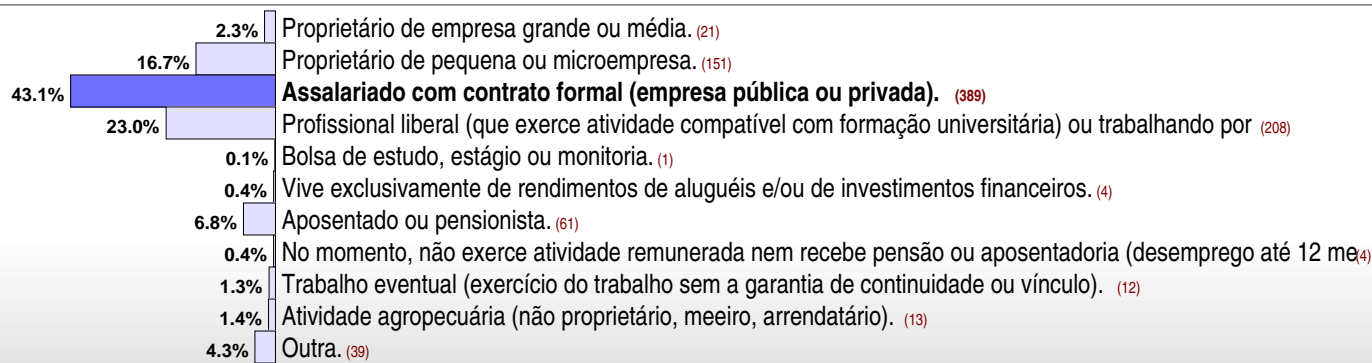 2.3% Proprietário de empresa grande ou média. (21)
16.7% Proprietário de pequena ou microempresa. (151)
43.1% Assalariado com contrato formal (empresa pública ou privada). (389)
23.0% Profissional liberal (que exerce atividade compatível com formação universitária) ou trabalhando por (208)
0.1% Bolsa de estudo, estágio ou monitoria. (1)
0.4% Vive exclusivamente de rendimentos de aluguéis e/ou de investimentos financeiros. (4)
6.8% Aposentado ou pensionista. (61)
0.4% No momento, não exerce atividade remunerada nem recebe pensão ou aposentadoria (desemprego até 12 me(4)
1.3% Trabalho eventual (exercício do trabalho sem a garantia de continuidade ou vínculo). (12)
1.4% Atividade agropecuária (não proprietário, meeiro, arrendatário). (13)
4.3% Outra. (39)